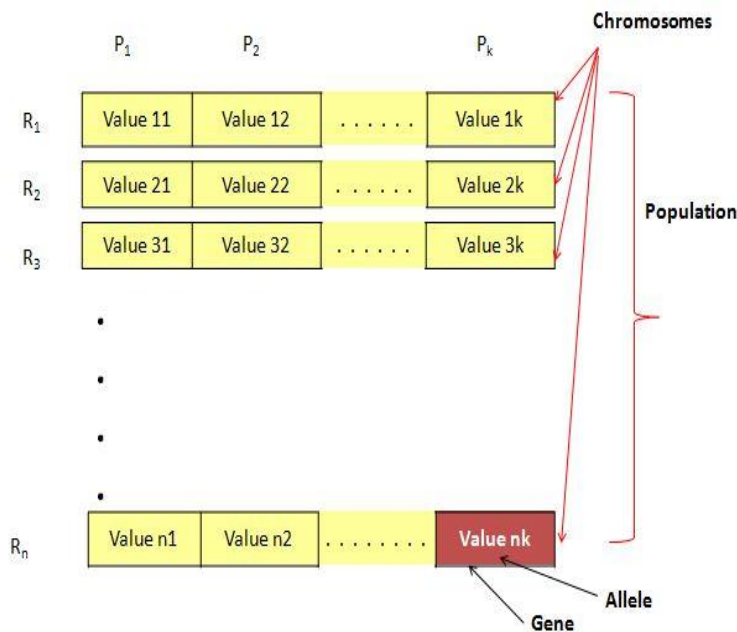 Chromosomes
P₁ P₂ Pₖ
R₁ Value 11 Value 12 . . . . . . Value 1k
R₂ Value 21 Value 22 . . . . . . Value 2k
Population
R₃ Value 31 Value 32 . . . . . . Value 3k
Rₙ Value n1 Value n2 . . . . . . . . Value nk
Allele
Gene